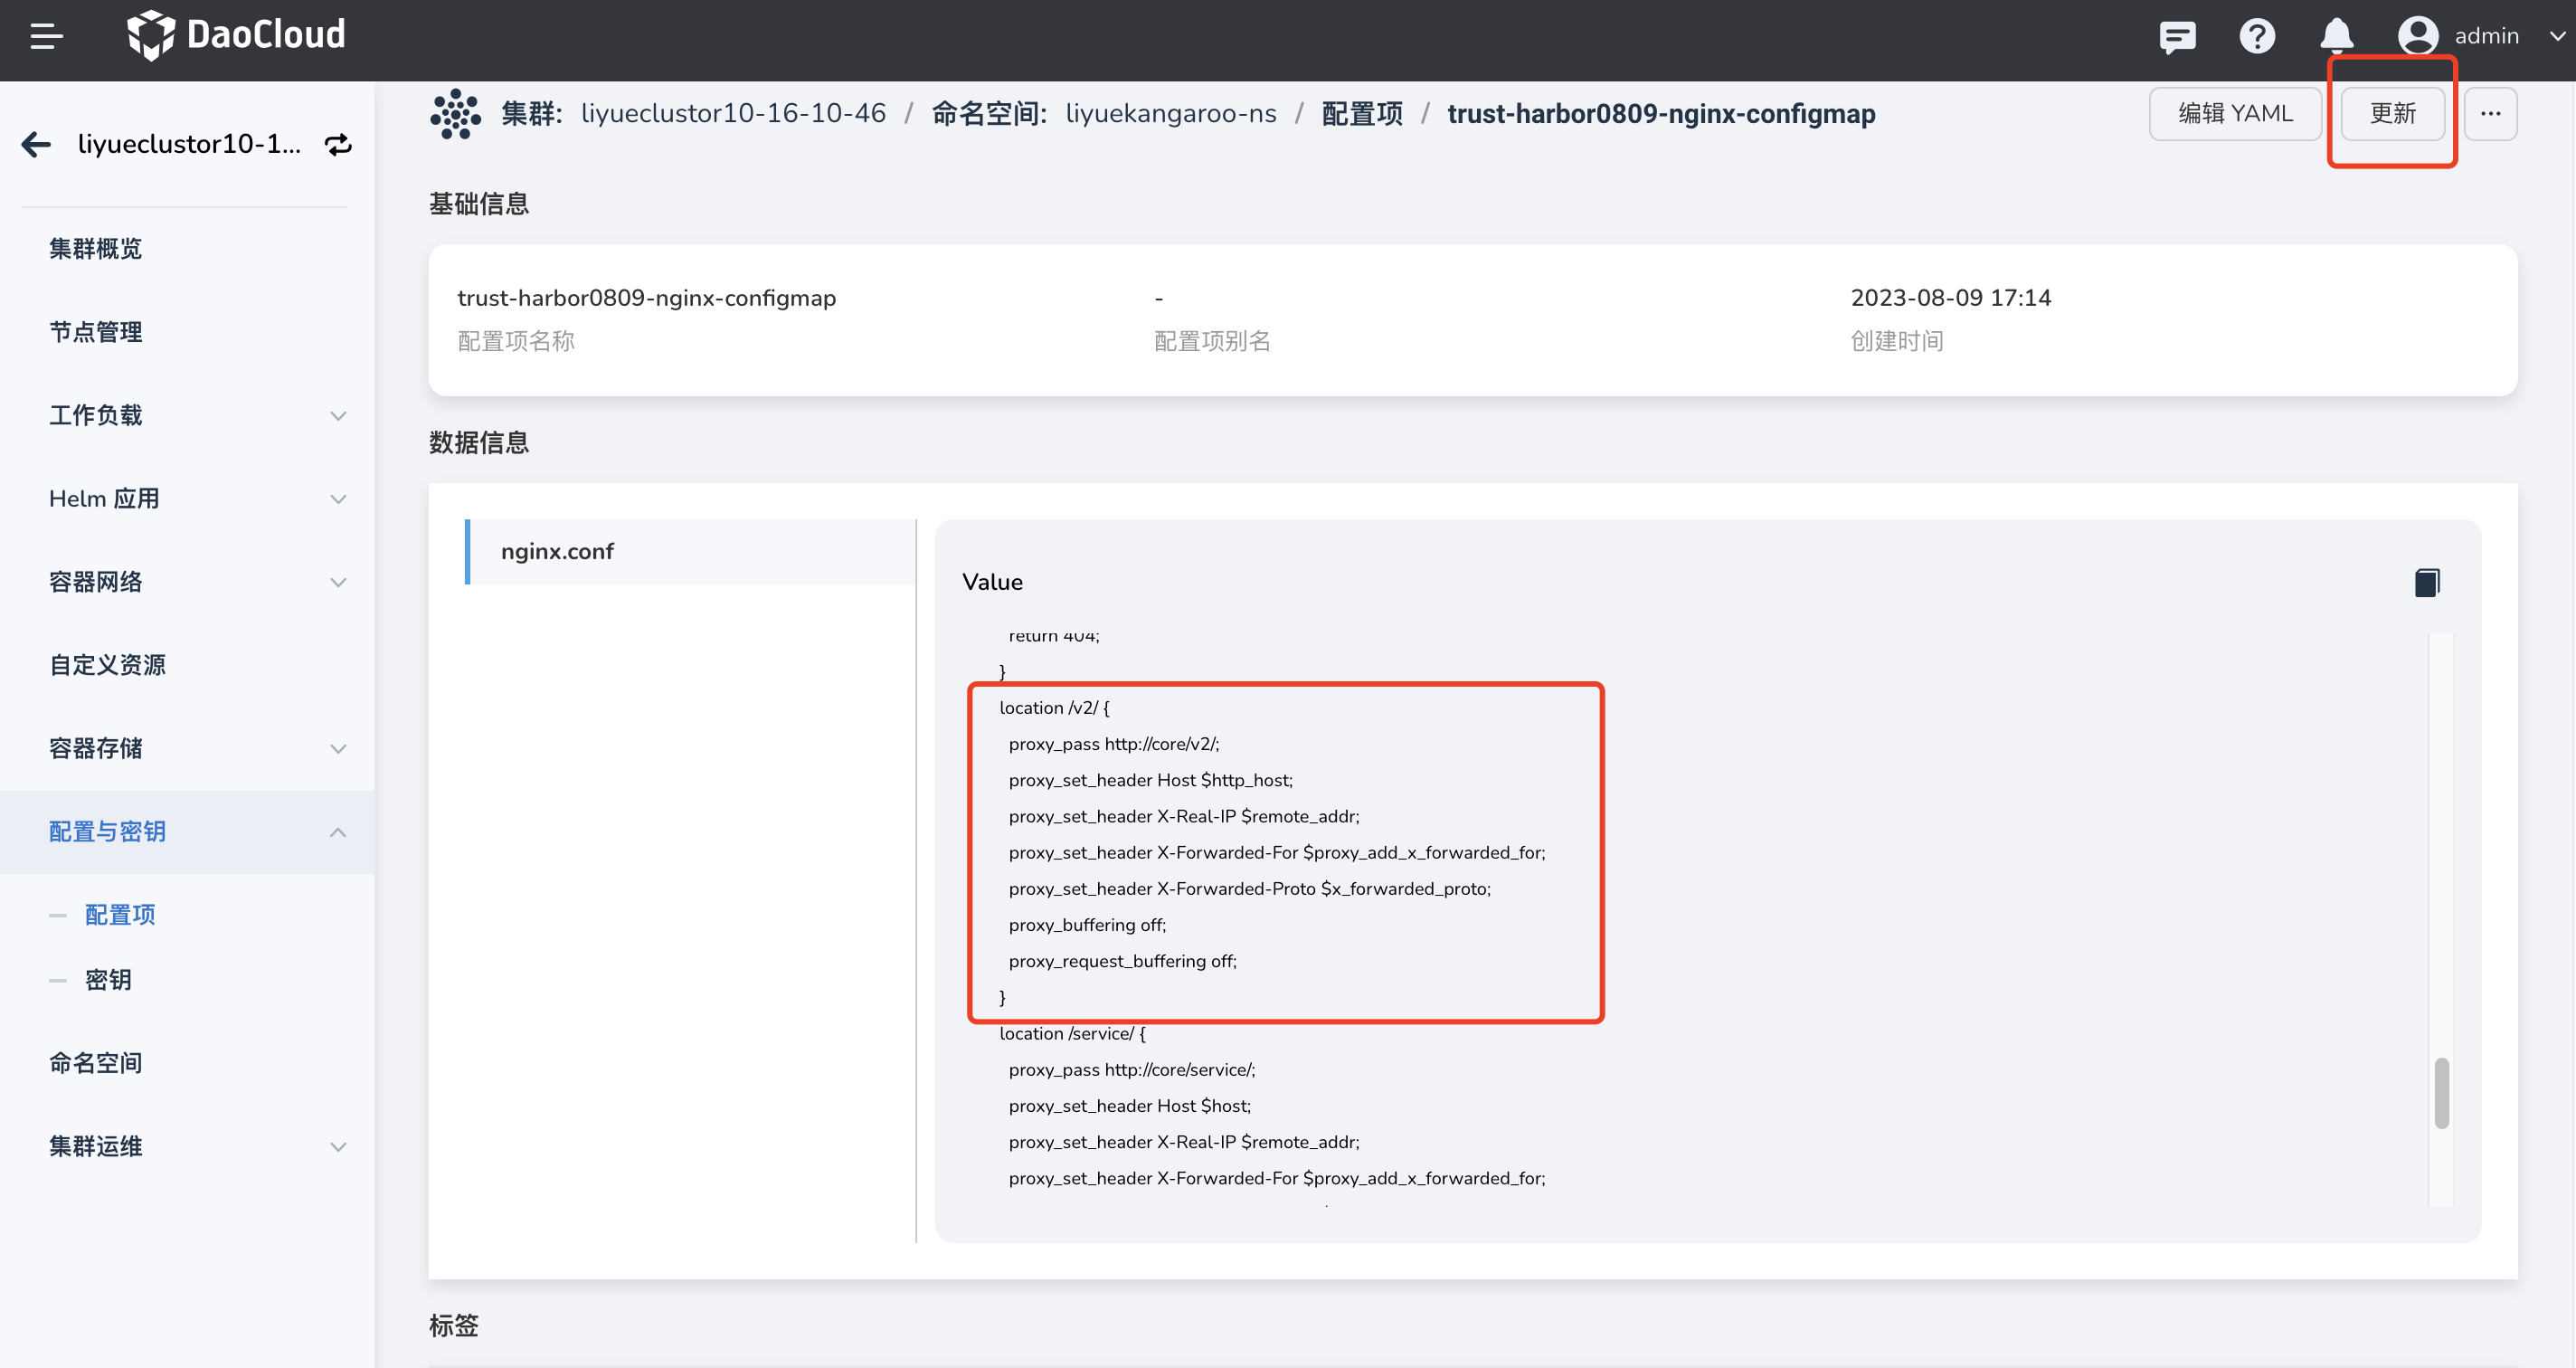 DaoCloud
admin
liyueclustor10-1...
集群概览
节点管理
工作负载
Helm 应用
容器网络
自定义资源
容器存储
配置与密钥
配置项
密钥
命名空间
集群运维
集群: liyueclustor10-16-10-46 / 命名空间: liyuekangaroo-ns / 配置项 / trust-harbor0809-nginx-configmap
编辑 YAML
更新
...
基础信息
trust-harbor0809-nginx-configmap
配置项名称
-
配置项别名
2023-08-09 17:14
创建时间
数据信息
nginx.conf
Value
return 404;
}
location /v2/ {
proxy_pass http://core/v2/;
proxy_set_header Host $http_host;
proxy_set_header X-Real-IP $remote_addr;
proxy_set_header X-Forwarded-For $proxy_add_x_forwarded_for;
proxy_set_header X-Forwarded-Proto $x_forwarded_proto;
proxy_buffering off;
proxy_request_buffering off;
}
location /service/ {
proxy_pass http://core/service/;
proxy_set_header Host $host;
proxy_set_header X-Real-IP $remote_addr;
proxy_set_header X-Forwarded-For $proxy_add_x_forwarded_for;
标签